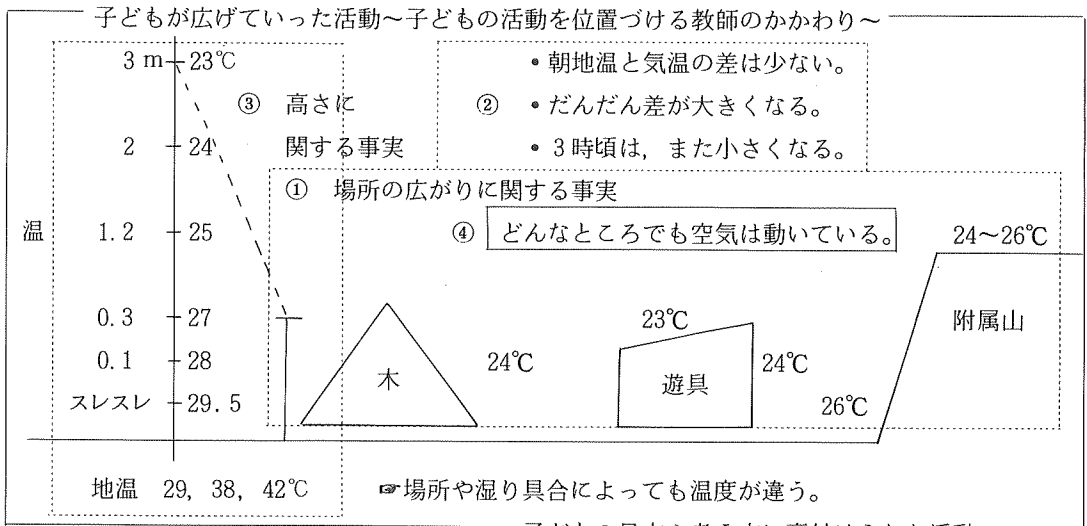 子どもが広げていった活動~子どもの活動を位置づける教師のかかわり~
3 m 23℃
・朝地温と気温の差は少ない。
③ 高さに
② ・だんだん差が大きくなる。
2 24
関する事実
・3時頃は, また小さくなる。
① 場所の広がりに関する事実
温
1.2 25
④ どんなところでも空気は動いている。
24~26℃
0.3 27
23℃
附属山
0.1 28
木
24℃
遊具
24℃
スレスレ 29.5
26℃
地温 29, 38, 42℃
☞場所や湿り具合によっても温度が違う。